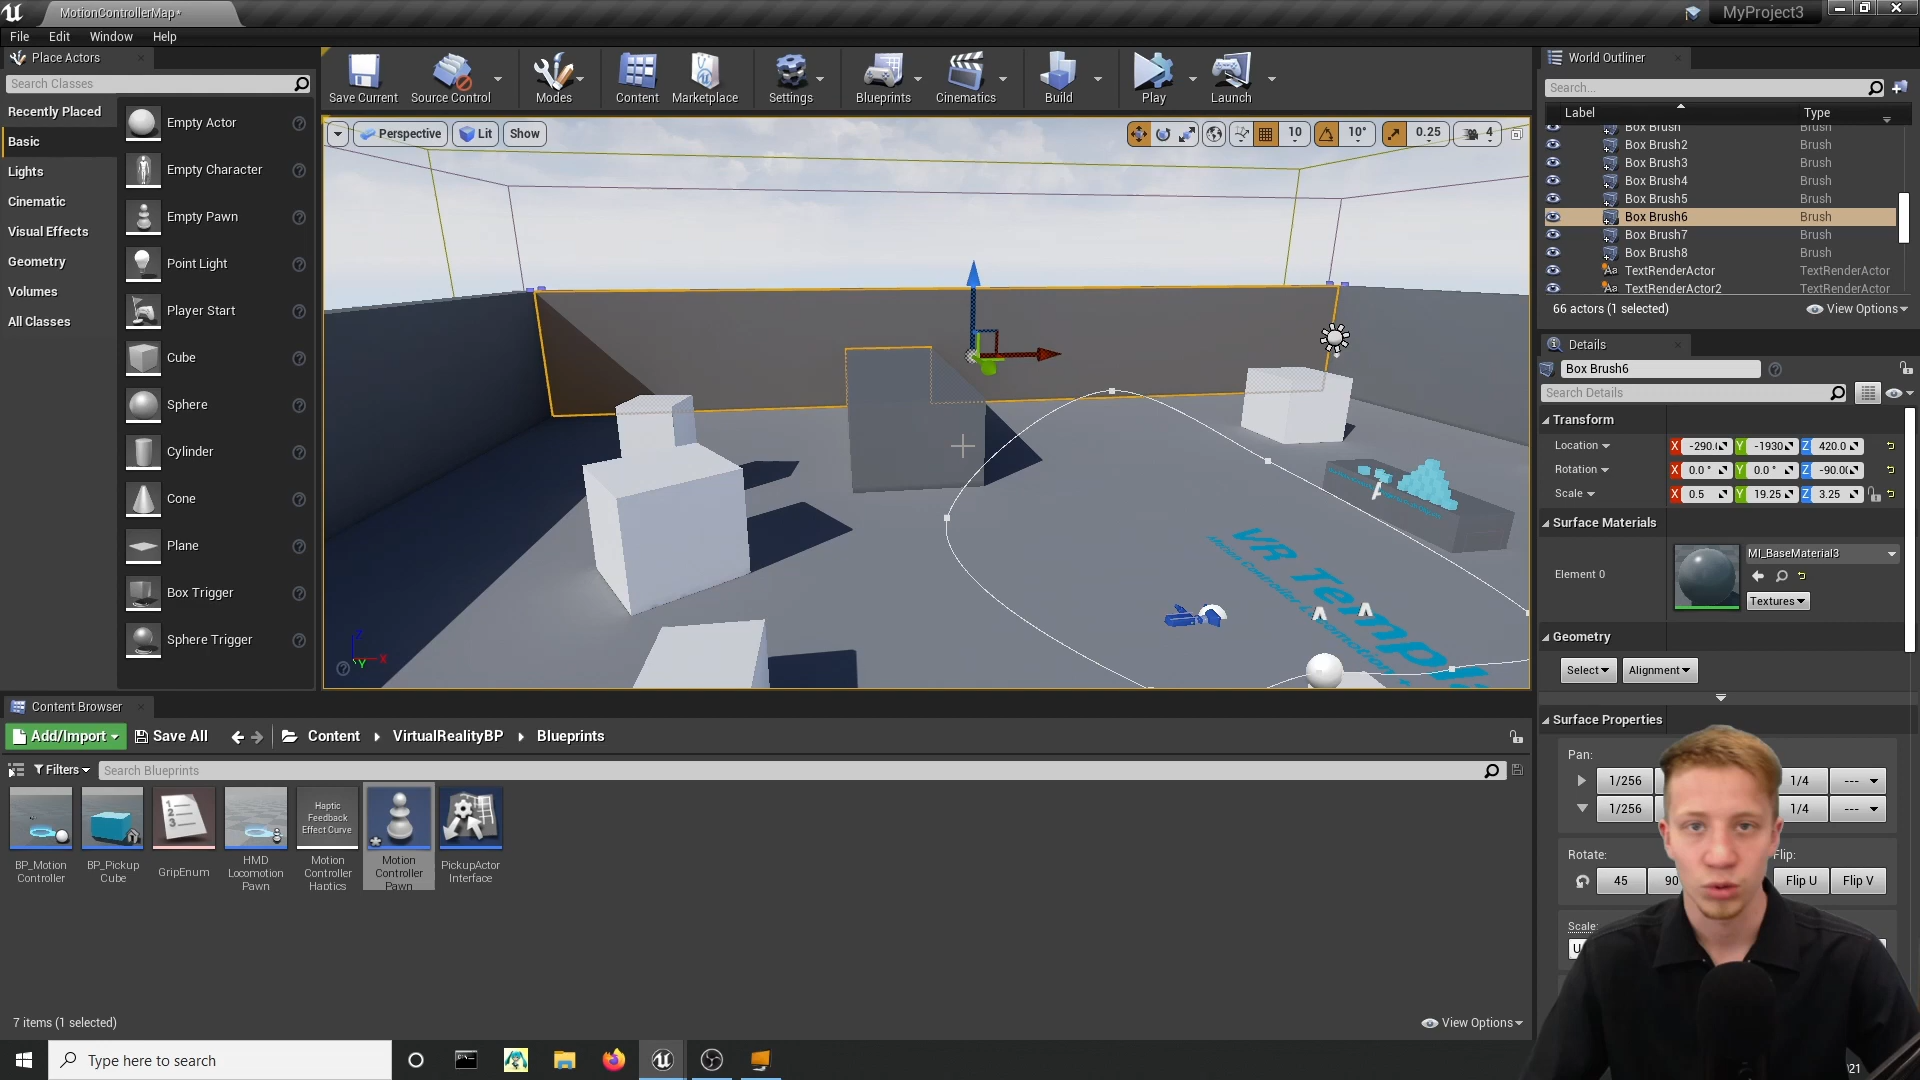 MotionControllerMap*
MyProject3
File Edit Window Help
Place Actors
Search Classes
Recently Placed
Basic
Lights
Cinematic
Visual Effects
Geometry
Volumes
All Classes
Empty Actor
Empty Character
Empty Pawn
Point Light
Player Start
Cube
Sphere
Cylinder
Cone
Plane
Box Trigger
Sphere Trigger
Save Current Source Control Modes Content Marketplace Settings Blueprints Cinematics Build Play Launch
Perspective Lit Show
10 10° 0.25 4
VR Templ
Z
X
Y
World Outliner
Search...
Label Type
Box Brush Brush
Box Brush2 Brush
Box Brush3 Brush
Box Brush4 Brush
Box Brush5 Brush
Box Brush6 Brush
Box Brush7 Brush
Box Brush8 Brush
TextRenderActor TextRenderActor
TextRenderActor2 TextRenderActor
66 actors (1 selected) View Options
Details
Box Brush6
Search Details
Transform
Location X -290.( Y -1930 Z 420.0
Rotation X 0.0 ° Y 0.0 ° Z -90.0(
Scale X 0.5 Y 19.25 Z 3.25
Surface Materials
Element 0
MI_BaseMaterial3
Textures
Geometry
Select Alignment
Surface Properties
Pan:
1/256 1/4 ---
1/256 1/4 ---
Rotate: Flip:
45 90 Flip U Flip V
Scale:
U
Content Browser
Add/Import Save All Content VirtualRealityBP Blueprints
Filters Search Blueprints
BP_Motion
Controller
BP_Pickup
Cube
GripEnum
HMD
Locomotion
Pawn
Haptic
Feedback
Effect Curve
Motion
Controller
Haptics
Motion
Controller
Pawn
PickupActor
Interface
7 items (1 selected) View Options
Type here to search
21